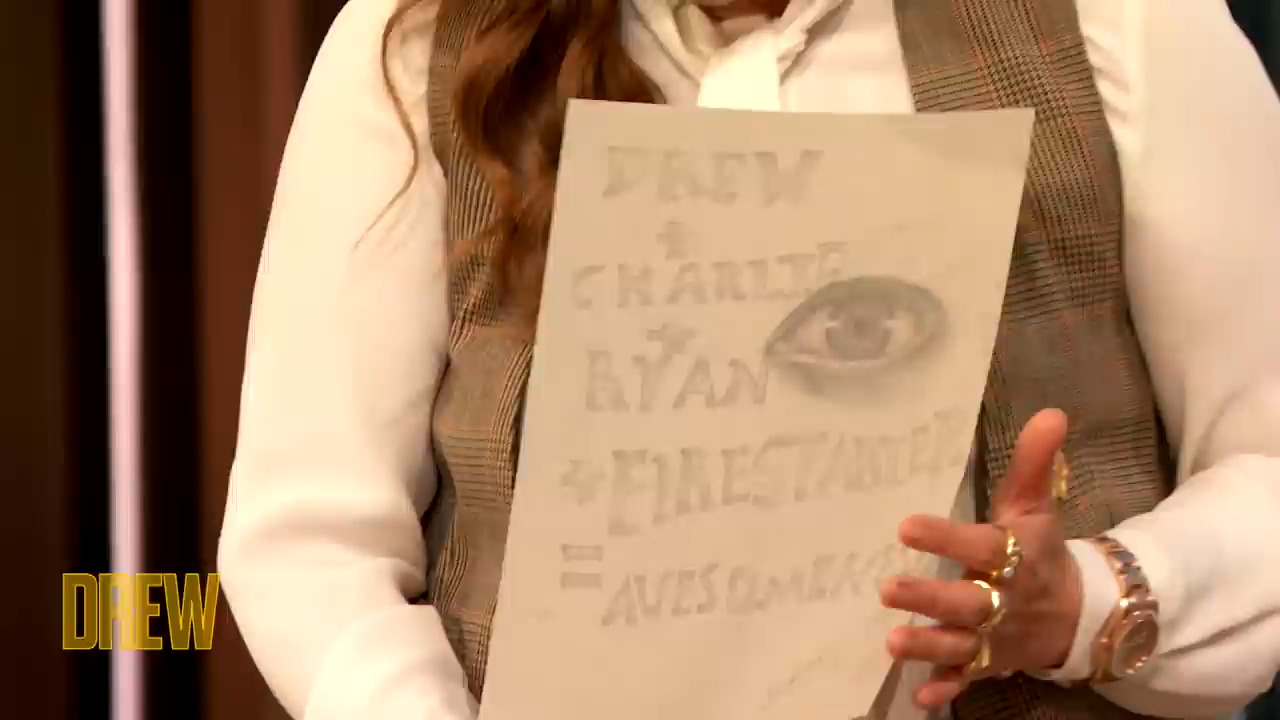 DREW
+
CHARLIE
+
RYAN
+FIRESTARTER
=
DREW